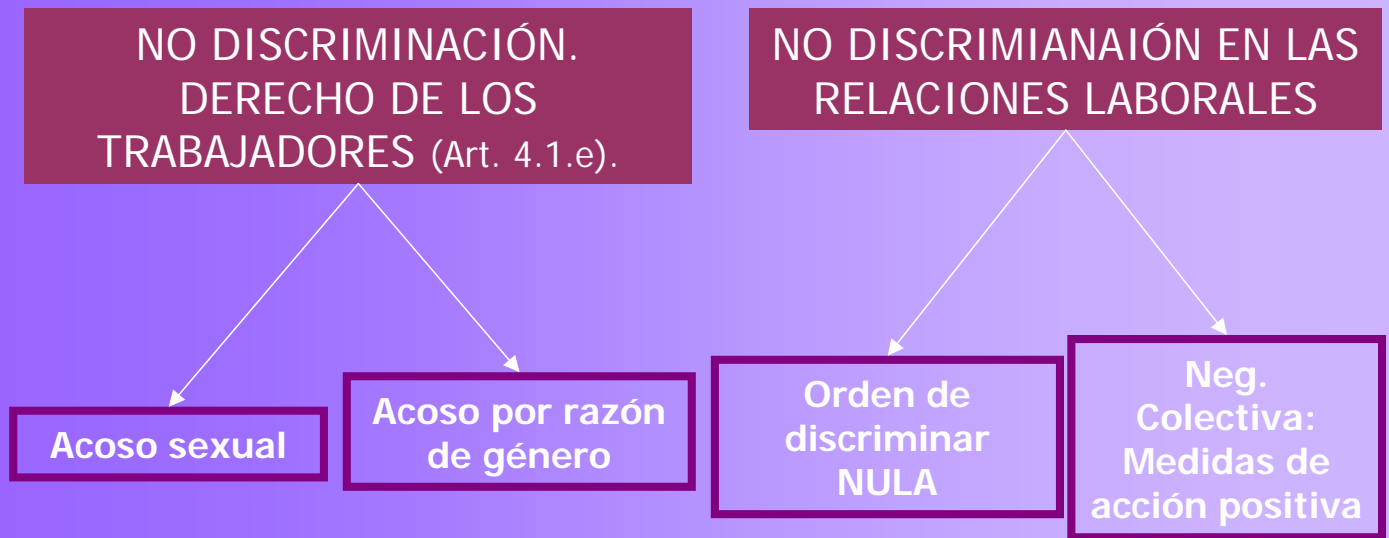 NO DISCRIMINACIÓN.
DERECHO DE LOS
TRABAJADORES (Art. 4.1.e).
NO DISCRIMIANAIÓN EN LAS
RELACIONES LABORALES
Acoso sexual
Acoso por razón
de género
Orden de
discriminar
NULA
Neg.
Colectiva:
Medidas de
acción positiva